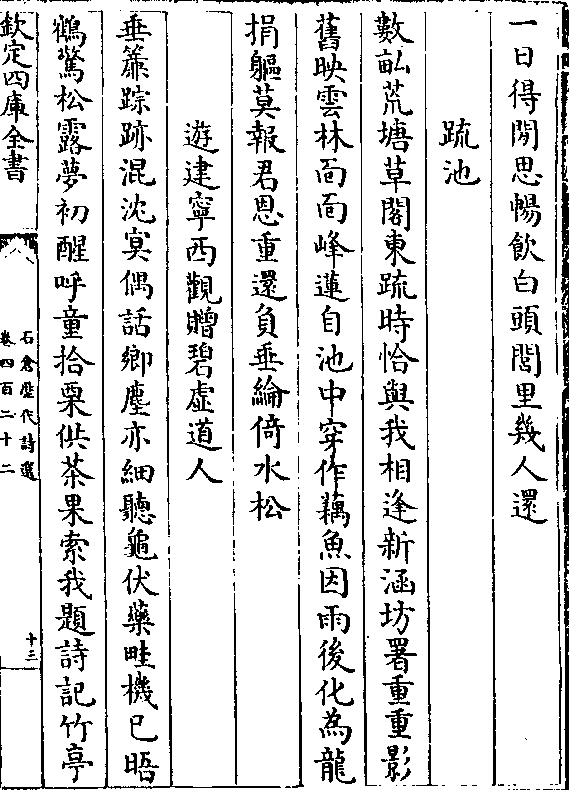 一日得閒思暢飲白頭閭里幾人還
疏池
數畝荒塘草閣東疏時恰與我相逢新涵坊署重重影
舊映雲林面面峰蓮自池中穿作藕魚因雨後化為龍
捐軀莫報君恩重還負垂綸倚水松
遊建寧西觀贈碧虛道人
垂簾踪跡混沈冥偶話鄉塵亦細聽龜伏藥畦機已晤
鶴驚松露夢初醒呼童拾栗供茶果索我題詩記竹亭
欽定四庫全書
石倉歷代詩選
卷四百二十二
十三